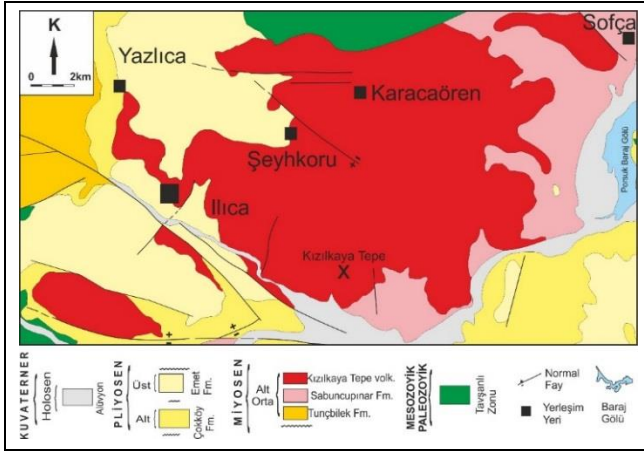 K
0 2km
Sofça
Yazlıca
Karacaören
Şeyhkoru
Ilıca
Kızılkaya Tepe
X
Porsuk Baraj Gölü
KUVATERNER
Holosen
Alüvyon
PLİYOSEN
Üst
Emet Fm.
Alt
Çokköy Fm.
MİYOSEN
Alt
Orta
Kızılkaya Tepe volk.
Sabuncupınar Fm.
Tunçbilek Fm.
MESOZOYİK
PALEOZOYİK
Tavşanlı
Zonu
Normal
Fay
Yerleşim
Yeri
Baraj
Gölü